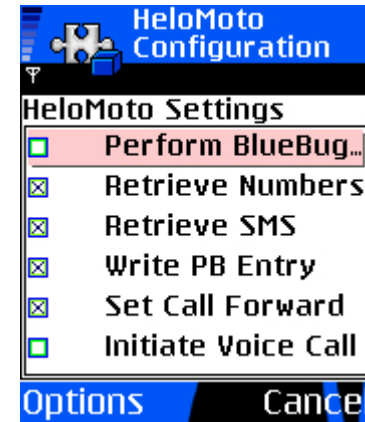 HeloMoto
Configuration
HeloMoto Settings
Perform BlueBug...
Retrieve Numbers
Retrieve SMS
Write PB Entry
Set Call Forward
Initiate Voice Call
Options Cance